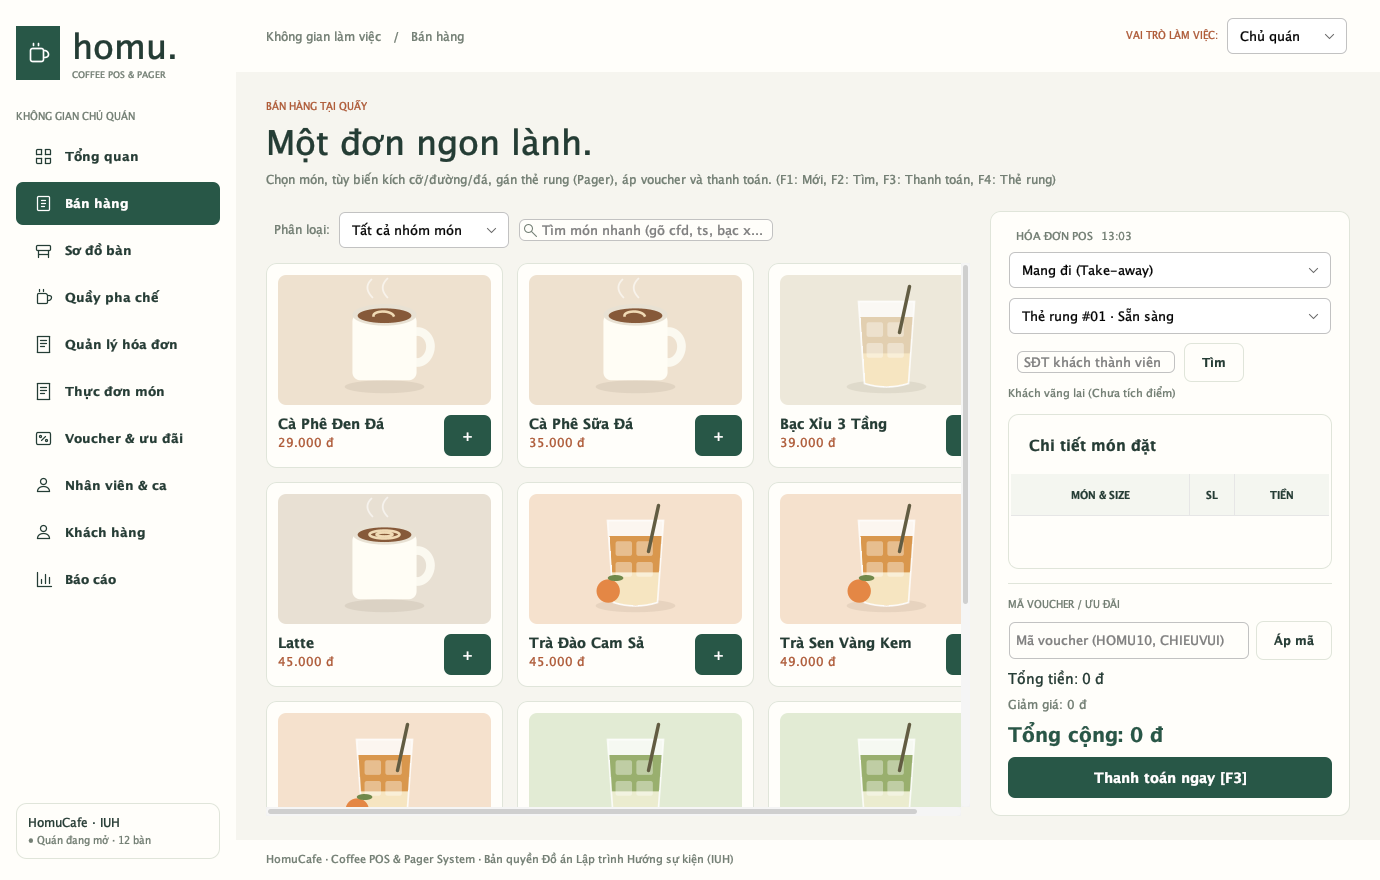 homu.
COFFEE POS & PAGER
KHÔNG GIAN CHỦ QUÁN
Tổng quan
Bán hàng
Sơ đồ bàn
Quầy pha chế
Quản lý hóa đơn
Thực đơn món
Voucher & ưu đãi
Nhân viên & ca
Khách hàng
Báo cáo
HomuCafe · IUH
• Quán đang mở · 12 bàn
Không gian làm việc / Bán hàng
VAI TRÒ LÀM VIỆC: Chủ quán
BÁN HÀNG TẠI QUẦY
Một đơn ngon lành.
Chọn món, tùy biến kích cỡ/đường/đá, gán thẻ rung (Pager), áp voucher và thanh toán. (F1: Mới, F2: Tìm, F3: Thanh toán, F4: Thẻ rung)
Phân loại: Tất cả nhóm món Tìm món nhanh (gõ cfd, ts, bạc x...
Cà Phê Đen Đá
29.000 đ
+
Cà Phê Sữa Đá
35.000 đ
+
Bạc Xỉu 3 Tầng
39.000 đ
Latte
45.000 đ
+
Trà Đào Cam Sả
45.000 đ
+
Trà Sen Vàng Kem
49.000 đ
HÓA ĐƠN POS 13:03
Mang đi (Take-away)
Thẻ rung #01 · Sẵn sàng
SĐT khách thành viên Tìm
Khách vãng lai (Chưa tích điểm)
Chi tiết món đặt
MÓN & SIZE SL TIỀN
MÃ VOUCHER / ƯU ĐÃI
Mã voucher (HOMU10, CHIEUVUI) Áp mã
Tổng tiền: 0 đ
Giảm giá: 0 đ
Tổng cộng: 0 đ
Thanh toán ngay [F3]
HomuCafe · Coffee POS & Pager System · Bản quyền Đồ án Lập trình Hướng sự kiện (IUH)